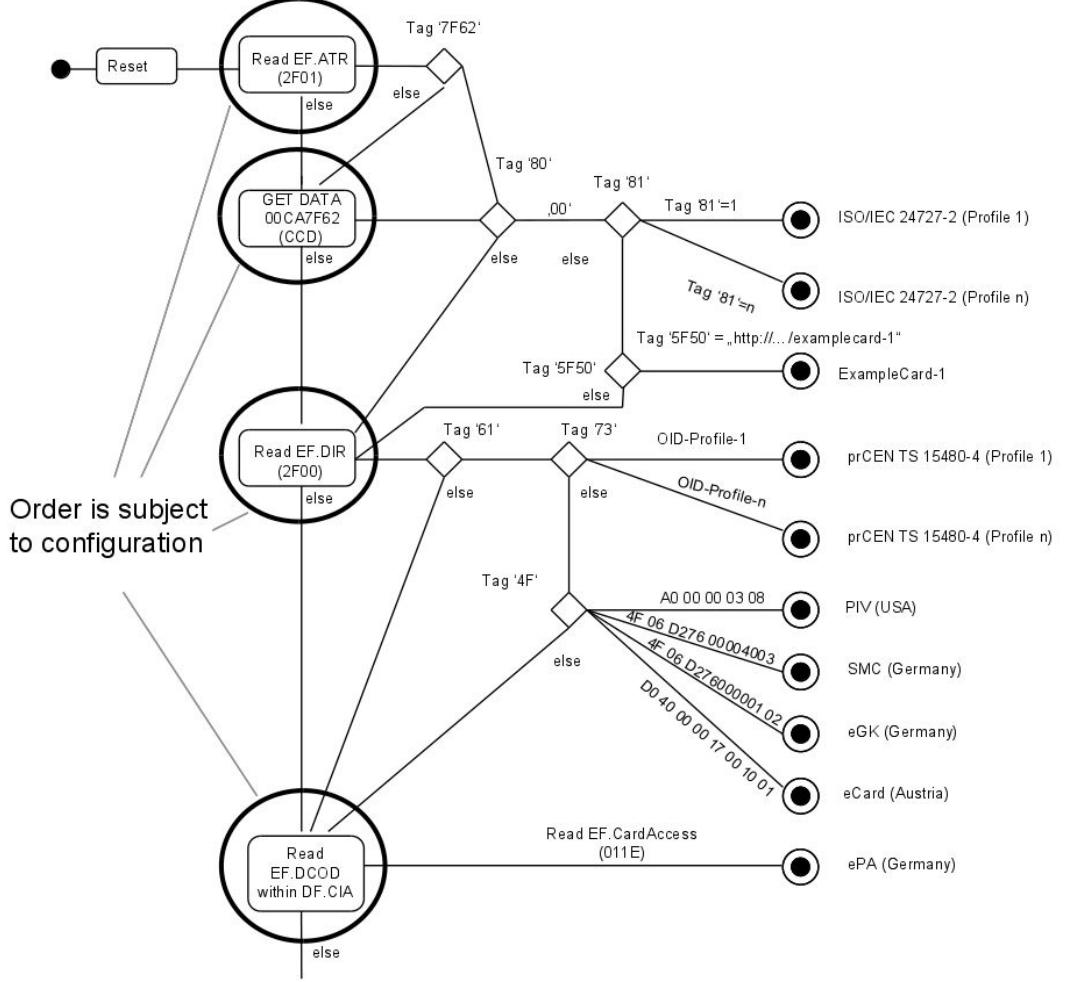 Tag ‘7F62‘
Reset
Read EF.ATR
(2F01)
else
else
Tag ‘80‘
Tag ‘81‘
GET DATA
00CA7F62
(CCD)
‚00‘
Tag ‘81‘=1
ISO/IEC 24727-2 (Profile 1)
else
else
else
Tag ‘81‘=n
ISO/IEC 24727-2 (Profile n)
Tag ‘5F50‘ = „http://... /examplecard-1“
Tag ‘5F50‘
ExampleCard-1
else
Tag ‘61‘
Tag ‘73‘
OID-Profile-1
Read EF.DIR
(2F00)
prCEN TS 15480-4 (Profile 1)
else
else
else
OID-Profile-n
Order is subject
to configuration
prCEN TS 15480-4 (Profile n)
Tag ‘4F‘
A0 00 00 03 08
PIV (USA)
4F 06 D276 00004003
else
SMC (Germany)
4F 06 D276000001 02
eGK (Germany)
D0 40 00 00 17 00 10 01
eCard (Austria)
Read EF.CardAccess
(011E)
Read
EF.DCOD
within DF.CIA
ePA (Germany)
else